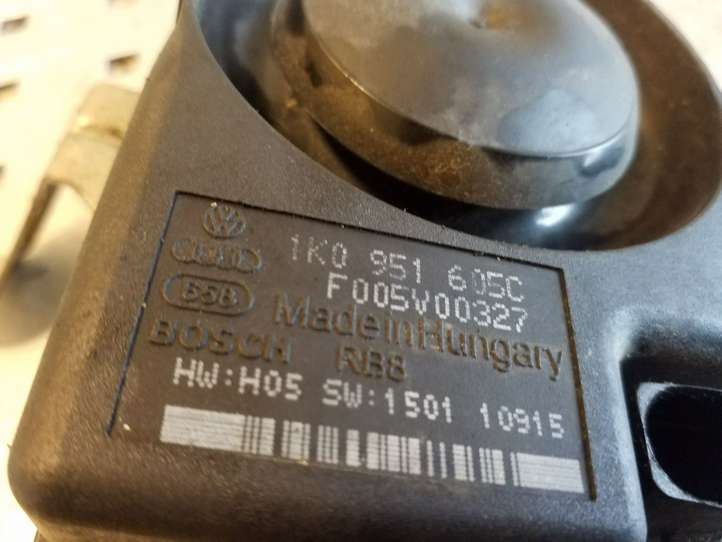 1K0 951 605C
F005V00327
Made in Hungary
BOSCH RB8
HW:H05 SW:1501 10915